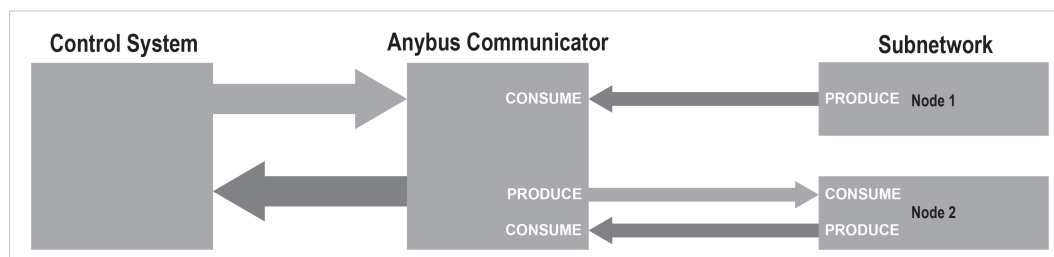 Control System
Anybus Communicator
Subnetwork
CONSUME
PRODUCE
Node 1
PRODUCE
CONSUME
Node 2
CONSUME
PRODUCE